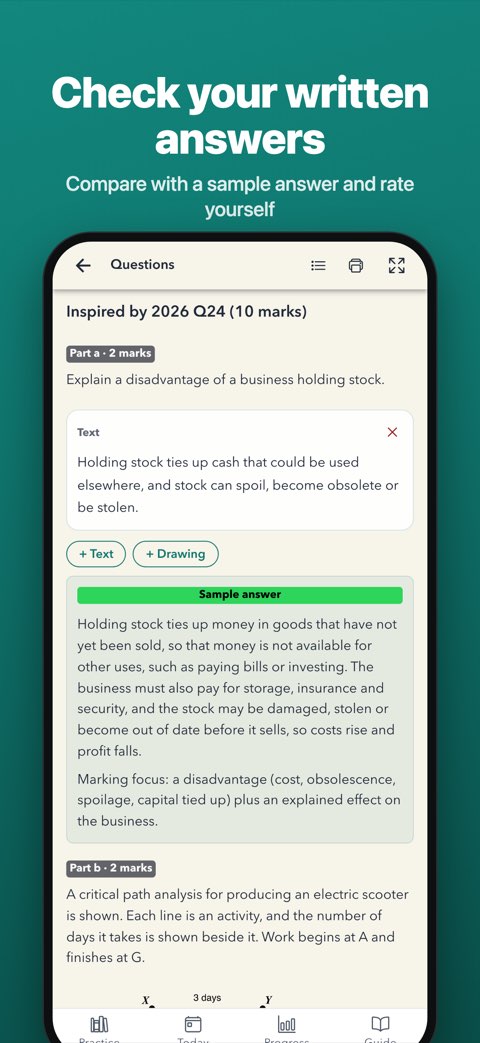 Check your written
answers
Compare with a sample answer and rate
yourself
Questions
Inspired by 2026 Q24 (10 marks)
Part a · 2 marks
Explain a disadvantage of a business holding stock.
Text
Holding stock ties up cash that could be used
elsewhere, and stock can spoil, become obsolete or
be stolen.
+ Text
+ Drawing
Sample answer
Holding stock ties up money in goods that have not
yet been sold, so that money is not available for
other uses, such as paying bills or investing. The
business must also pay for storage, insurance and
security, and the stock may be damaged, stolen or
become out of date before it sells, so costs rise and
profit falls.
Marking focus: a disadvantage (cost, obsolescence,
spoilage, capital tied up) plus an explained effect on
the business.
Part b · 2 marks
A critical path analysis for producing an electric scooter
is shown. Each line is an activity, and the number of
days it takes is shown beside it. Work begins at A and
finishes at G.
X 3 days Y
Practice Today Progress Guide